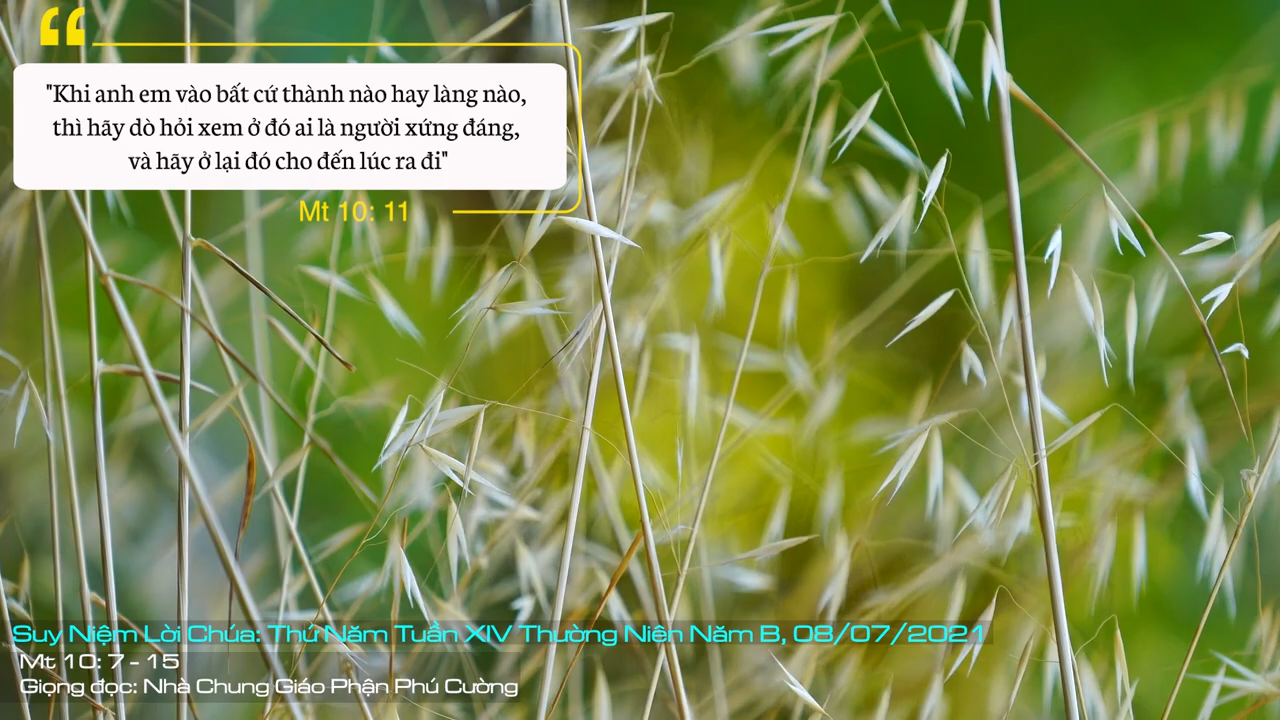 "Khi anh em vào bất cứ thành nào hay làng nào,
thì hãy dò hỏi xem ở đó ai là người xứng đáng,
và hãy ở lại đó cho đến lúc ra đi"
Mt 10: 11
Suy Niệm Lời Chúa: Thứ Năm Tuần XIV Thường Niên Năm B, 08/07/2021
Mt 10: 7 - 15
Giọng đọc: Nhà Chung Giáo Phận Phú Cường